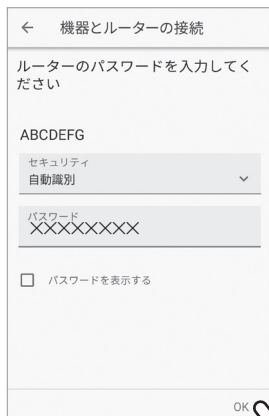 ← 機器とルーターの接続
ルーターのパスワードを入力してく
ださい
ABCDEFG
セキュリティ
自動識別
パスワード
XXXXXXXX
パスワードを表示する
OK